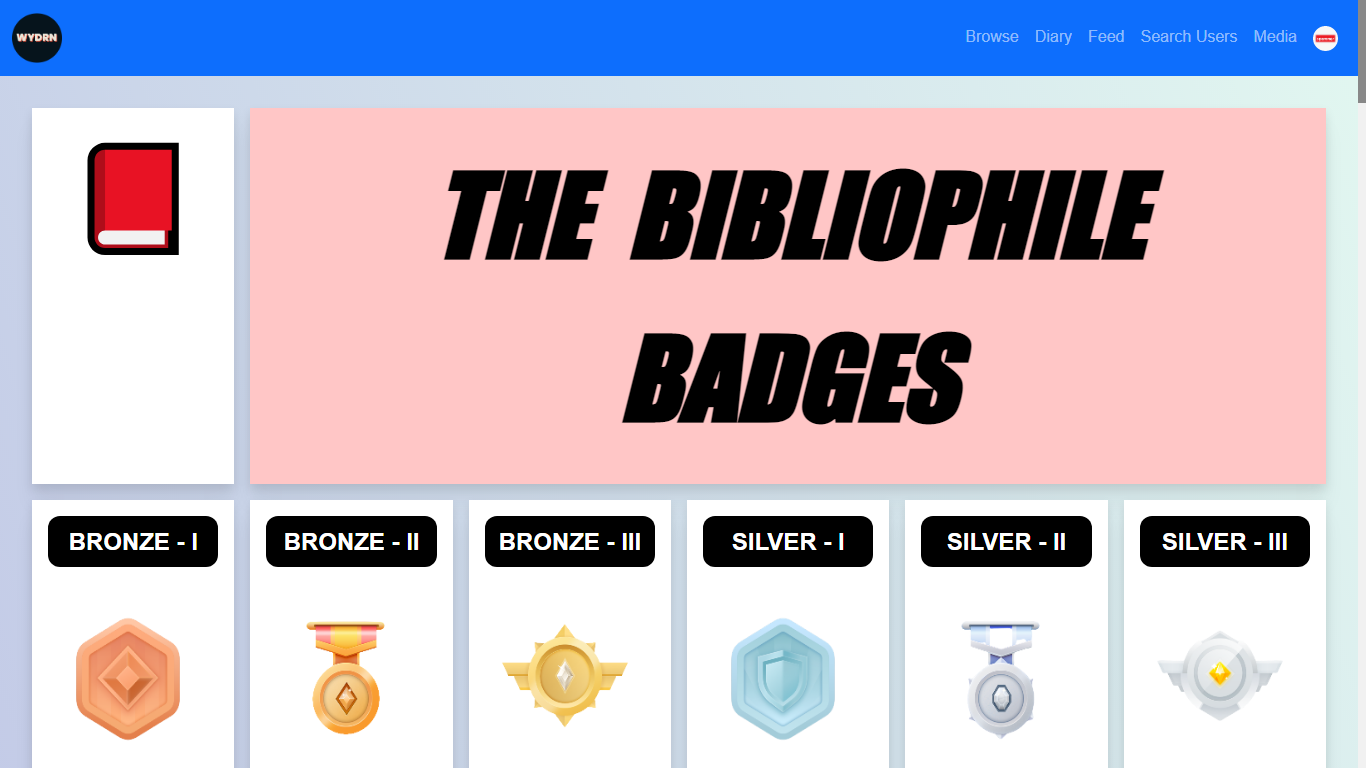 WYDRN
Browse Diary Feed Search Users Media
THE BIBLIOPHILE
BADGES
BRONZE - I
BRONZE - II
BRONZE - III
SILVER - I
SILVER - II
SILVER - III